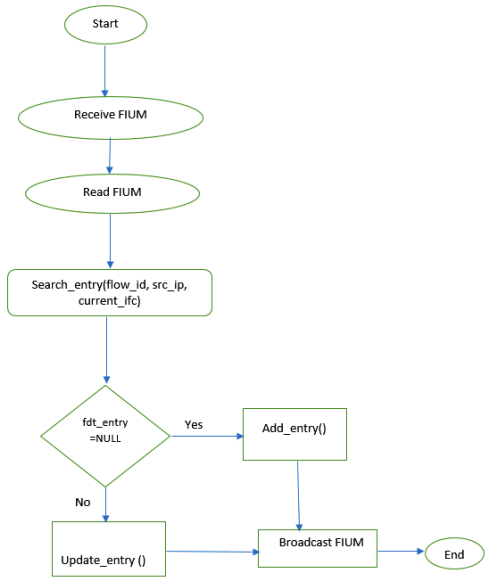 Start
Receive FIUM
Read FIUM
Search_entry(flow_id, src_ip,
current_ifc)
fdt_entry
=NULL
Yes
Add_entry()
No
Update_entry ()
Broadcast FIUM
End